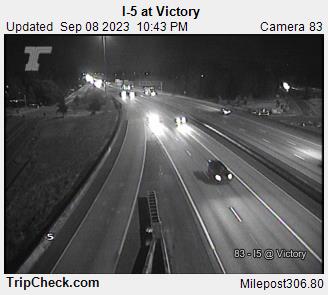 I-5 at Victory
Updated  Sep 08 2023  10:43 PM  Camera 83
T
5
83 - I5 @ Victory
TripCheck.com  Milepost306.80